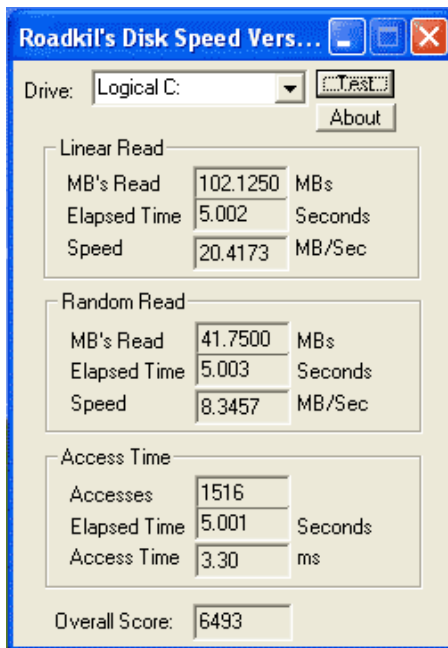 Roadkil's Disk Speed Vers...
Drive: Logical C: Test
About
Linear Read
MB's Read 102.1250 MBs
Elapsed Time 5.002 Seconds
Speed 20.4173 MB/Sec
Random Read
MB's Read 41.7500 MBs
Elapsed Time 5.003 Seconds
Speed 8.3457 MB/Sec
Access Time
Accesses 1516
Elapsed Time 5.001 Seconds
Access Time 3.30 ms
Overall Score: 6493